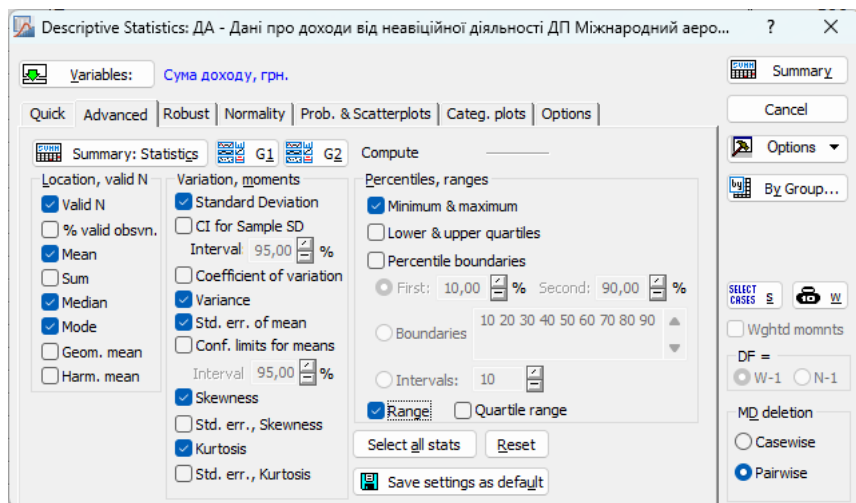 Descriptive Statistics: ДА - Дані про доходи від неавіційної діяльності ДП Міжнародний аеро... ?
Variables: Сума доходу, грн.
Summary
Quick Advanced Robust Normality Prob. & Scatterplots Categ. plots Options
Cancel
Summary: Statistics G1 G2 Compute
Options
Location, valid N
Valid N
% valid obsvn.
Mean
Sum
Median
Mode
Geom. mean
Harm. mean
Variation, moments
Standard Deviation
CI for Sample SD
Interval 95,00 %
Coefficient of variation
Variance
Std. err. of mean
Conf. limits for means
Interval 95,00 %
Skewness
Std. err., Skewness
Kurtosis
Std. err., Kurtosis
Percentiles, ranges
Minimum & maximum
Lower & upper quartiles
Percentile boundaries
First: 10,00 % Second: 90,00 %
Boundaries 10 20 30 40 50 60 70 80 90
Intervals: 10
Range Quartile range
Select all stats Reset
Save settings as default
By Group...
SELECT CASES S W
Wghtd momnts
DF =
W-1 N-1
MD deletion
Casewise
Pairwise